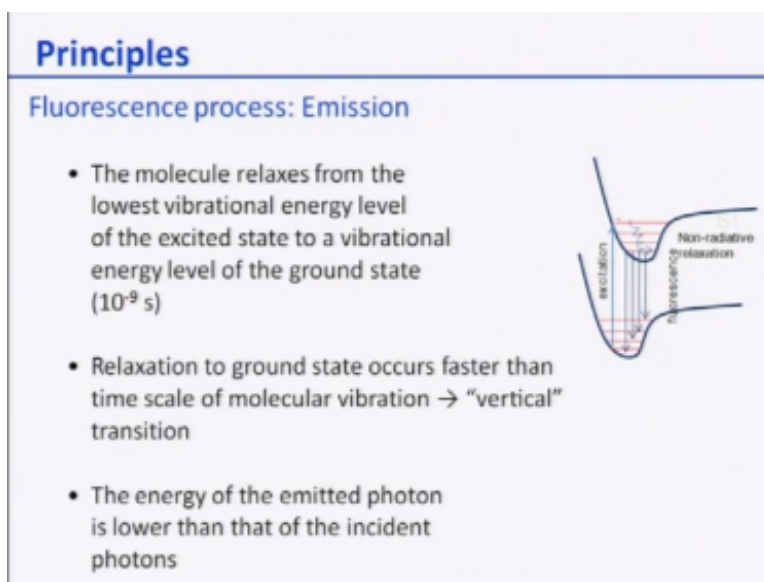 Principles
Fluorescence process: Emission
• The molecule relaxes from the
lowest vibrational energy level
of the excited state to a vibrational
energy level of the ground state
(10⁻⁹ s)
• Relaxation to ground state occurs faster than
time scale of molecular vibration → “vertical”
transition
• The energy of the emitted photon
is lower than that of the incident
photons
S1
Non-radiative
relaxation
excitation
fluorescence